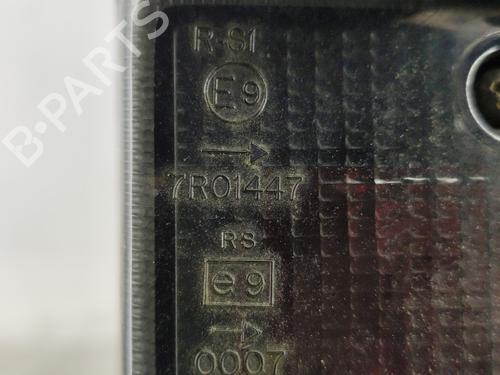 R-S1
E9
→
7R01447
RS
e9
→
0007
B-PARTS